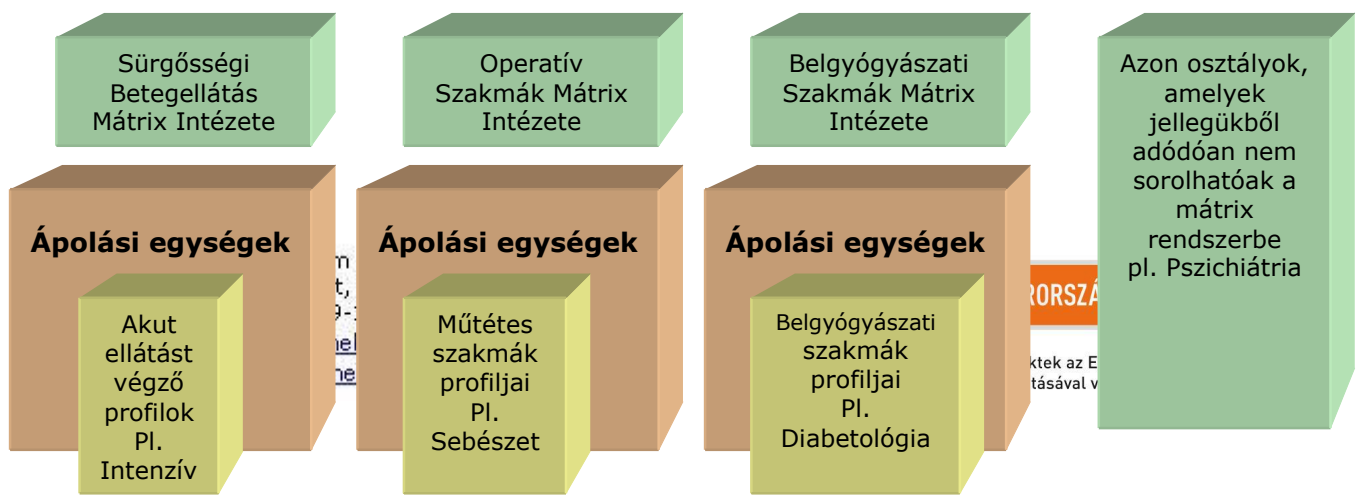 Sürgősségi
Betegellátás
Mátrix Intézete
Operatív
Szakmák Mátrix
Intézete
Belgyógyászati
Szakmák Mátrix
Intézete
Azon osztályok,
amelyek
jellegükből
adódóan nem
sorolhatóak a
mátrix
rendszerbe
pl. Pszichiátria
Ápolási egységek
Akut
ellátást
végző
profilok
Pl.
Intenzív
Ápolási egységek
Műtétes
szakmák
profiljai
Pl.
Sebészet
Ápolási egységek
Belgyógyászati
szakmák
profiljai
Pl.
Diabetológia